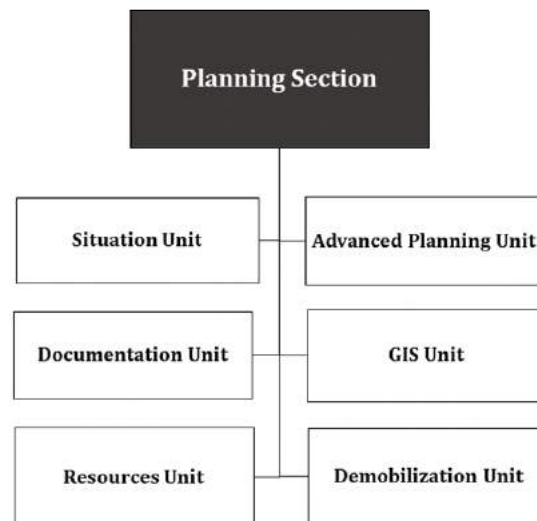 Planning Section
Situation Unit
Advanced Planning Unit
Documentation Unit
GIS Unit
Resources Unit
Demobilization Unit